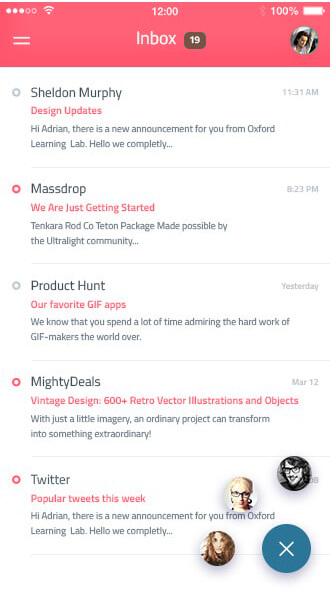 12:00
100%
Inbox 19
Sheldon Murphy 11:31 AM
Design Updates
Hi Adrian, there is a new announcement for you from Oxford
Learning Lab. Hello we completly...
Massdrop 8:23 PM
We Are Just Getting Started
Tenkara Rod Co Teton Package Made possible by
the Ultralight community...
Product Hunt Yesterday
Our favorite GIF apps
We know that you spend a lot of time admiring the hard work of
GIF-makers the world over.
MightyDeals Mar 12
Vintage Design: 600+ Retro Vector Illustrations and Objects
With just a little imagery, an ordinary project can transform
into something extraordinary!
Twitter
Popular tweets this week
Hi Adrian, there is a new announcement for you from Oxford
Learning Lab. Hello we completly...